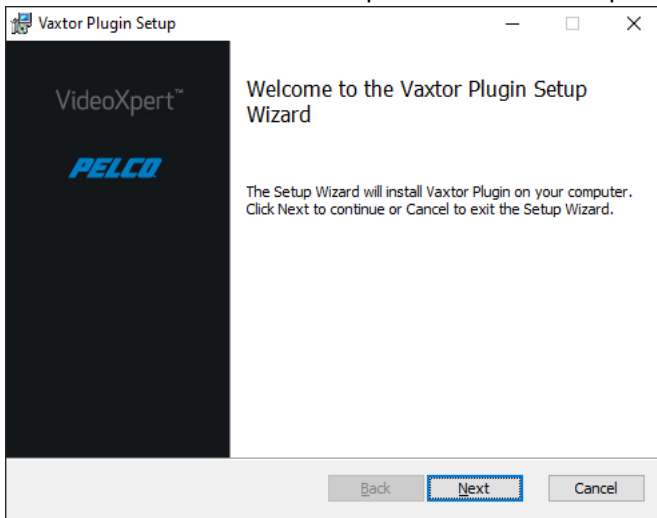 Vaxtor Plugin Setup
VideoXpert™
PELCO
Welcome to the Vaxtor Plugin Setup
Wizard
The Setup Wizard will install Vaxtor Plugin on your computer.
Click Next to continue or Cancel to exit the Setup Wizard.
Back
Next
Cancel